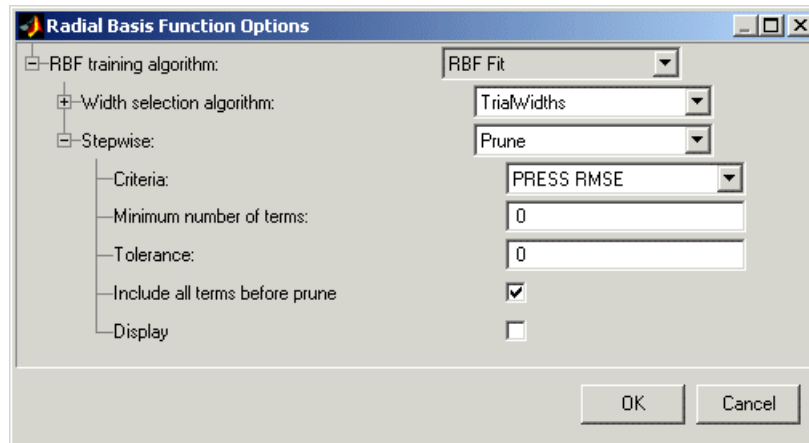 Radial Basis Function Options
RBF training algorithm: RBF Fit
Width selection algorithm: TrialWidths
Stepwise: Prune
Criteria: PRESS RMSE
Minimum number of terms: 0
Tolerance: 0
Include all terms before prune
Display
OK Cancel